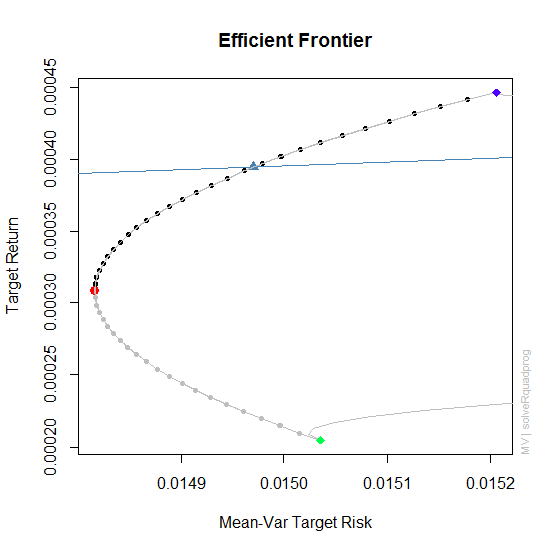 Efficient Frontier
Target Return
0.00045
0.00040
0.00035
0.00030
0.00025
0.00020
0.0149
0.0150
0.0151
0.0152
Mean-Var Target Risk
MV | solveRquadprog